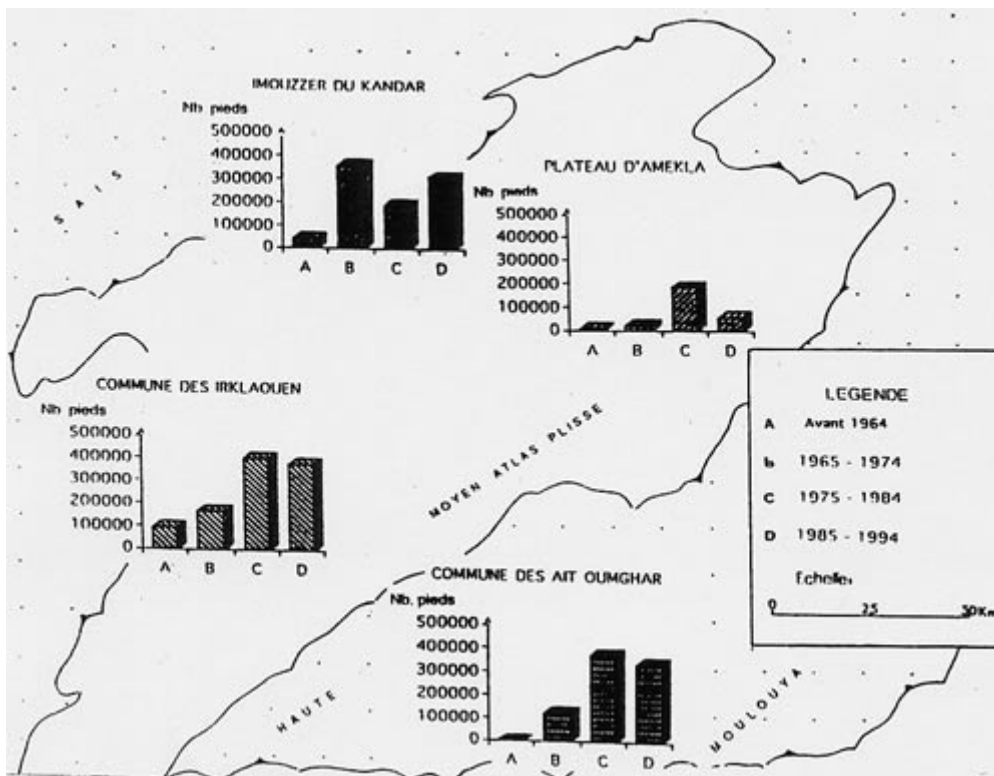 IMOUZZER DU KANDAR
Nb pieds
500000
400000
300000
200000
100000
0
A B C D
SAIS
PLATEAU D'AMEKLA
Nb pieds
500000
400000
300000
200000
100000
0
A B C D
COMMUNE DES IRKLAOUEN
Nb pieds
500000
400000
300000
200000
100000
0
A B C D
MOYEN ATLAS PLISSE
LEGENDE
A Avant 1964
b 1965 - 1974
C 1975 - 1984
D 1985 - 1994
Echelle:
0 25 50Km
COMMUNE DES AIT OUMGHAR
Nb. pieds
500000
400000
300000
200000
100000
0
A B C D
HAUTE MOULOUYA